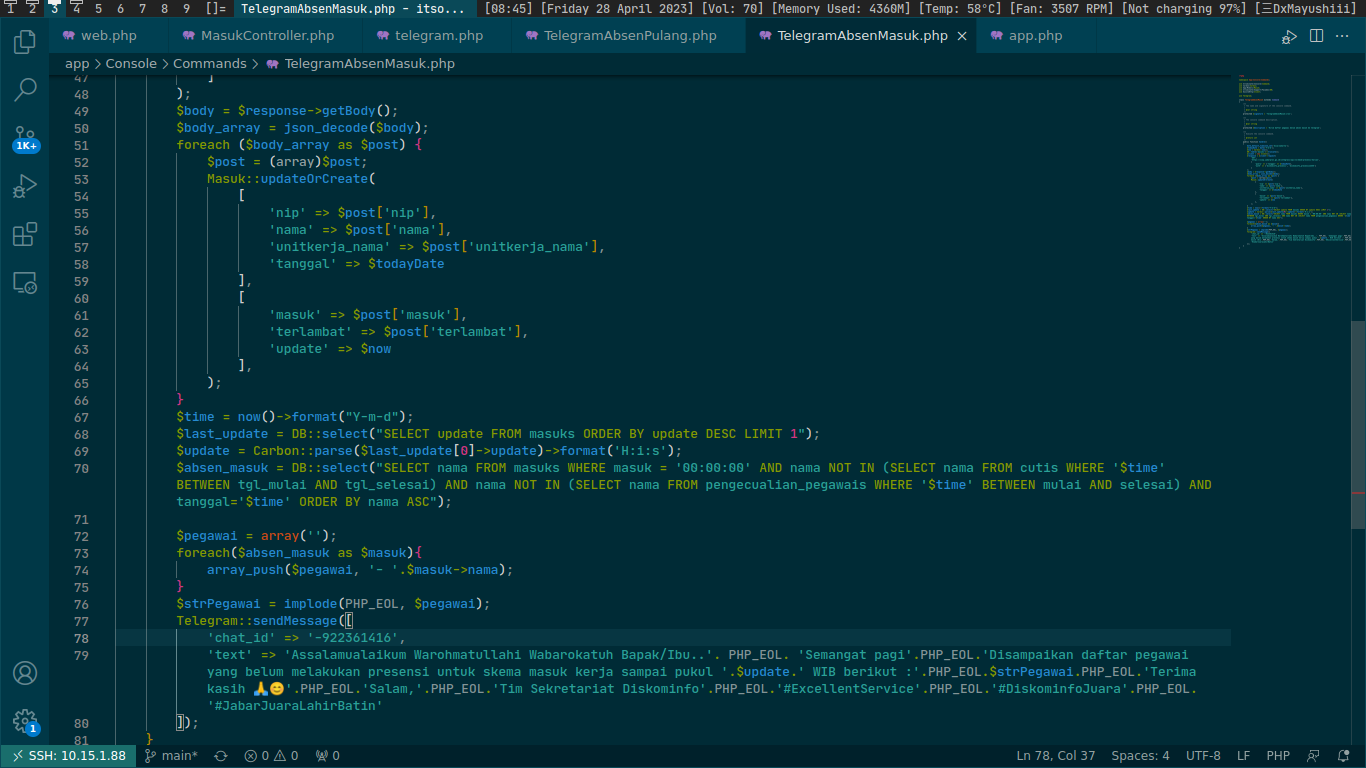 1 2 3 4 5 6 7 8 9 []= TelegramAbsenMasuk.php - itso... [08:45] [Friday 28 April 2023] [Vol: 70] [Memory Used: 4360M] [Temp: 58°C] [Fan: 3507 RPM] [Not charging 97%] [三DxMayushiii]
web.php MasukController.php telegram.php TelegramAbsenPulang.php TelegramAbsenMasuk.php app.php
app > Console > Commands > TelegramAbsenMasuk.php
47 ]
48 );
49 $body = $response->getBody();
50 $body_array = json_decode($body);
51 foreach ($body_array as $post) {
52 $post = (array)$post;
53 Masuk::updateOrCreate(
54 [
55 'nip' => $post['nip'],
56 'nama' => $post['nama'],
57 'unitkerja_nama' => $post['unitkerja_nama'],
58 'tanggal' => $todayDate
59 ],
60 [
61 'masuk' => $post['masuk'],
62 'terlambat' => $post['terlambat'],
63 'update' => $now
64 ],
65 );
66 }
67 $time = now()->format("Y-m-d");
68 $last_update = DB::select("SELECT update FROM masuks ORDER BY update DESC LIMIT 1");
69 $update = Carbon::parse($last_update[0]->update)->format('H:i:s');
70 $absen_masuk = DB::select("SELECT nama FROM masuks WHERE masuk = '00:00:00' AND nama NOT IN (SELECT nama FROM cutis WHERE '$time'
BETWEEN tgl_mulai AND tgl_selesai) AND nama NOT IN (SELECT nama FROM pengecualian_pegawais WHERE '$time' BETWEEN mulai AND selesai) AND
tanggal='$time' ORDER BY nama ASC");
71
72 $pegawai = array('');
73 foreach($absen_masuk as $masuk){
74 array_push($pegawai, '- '.$masuk->nama);
75 }
76 $strPegawai = implode(PHP_EOL, $pegawai);
77 Telegram::sendMessage([
78 'chat_id' => '-922361416',
79 'text' => 'Assalamualaikum Warohmatullahi Wabarokatuh Bapak/Ibu..'. PHP_EOL. 'Semangat pagi'.PHP_EOL.'Disampaikan daftar pegawai
yang belum melakukan presensi untuk skema masuk kerja sampai pukul '.$update.' WIB berikut :'.PHP_EOL.$strPegawai.PHP_EOL.'Terima
kasih 🙏😊'.PHP_EOL.'Salam,'.PHP_EOL.'Tim Sekretariat Diskominfo'.PHP_EOL.'#ExcellentService'.PHP_EOL.'#DiskominfoJuara'.PHP_EOL.
'#JabarJuaraLahirBatin'
80 ]);
81 }
1K+
1
SSH: 10.15.1.88 main* 0 0 0 Ln 78, Col 37 Spaces: 4 UTF-8 LF PHP